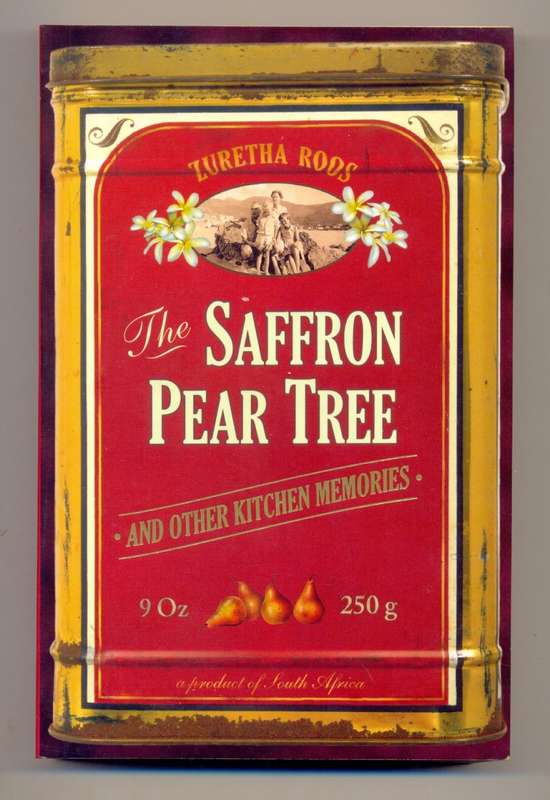 ZURETHA ROOS
The SAFFRON
PEAR TREE
• AND OTHER KITCHEN MEMORIES •
9 Oz 250 g
a product of South Africa